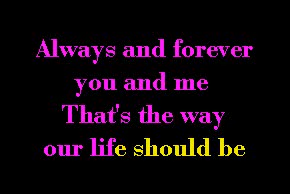 Always and forever
you and me
That's the way
our life should be